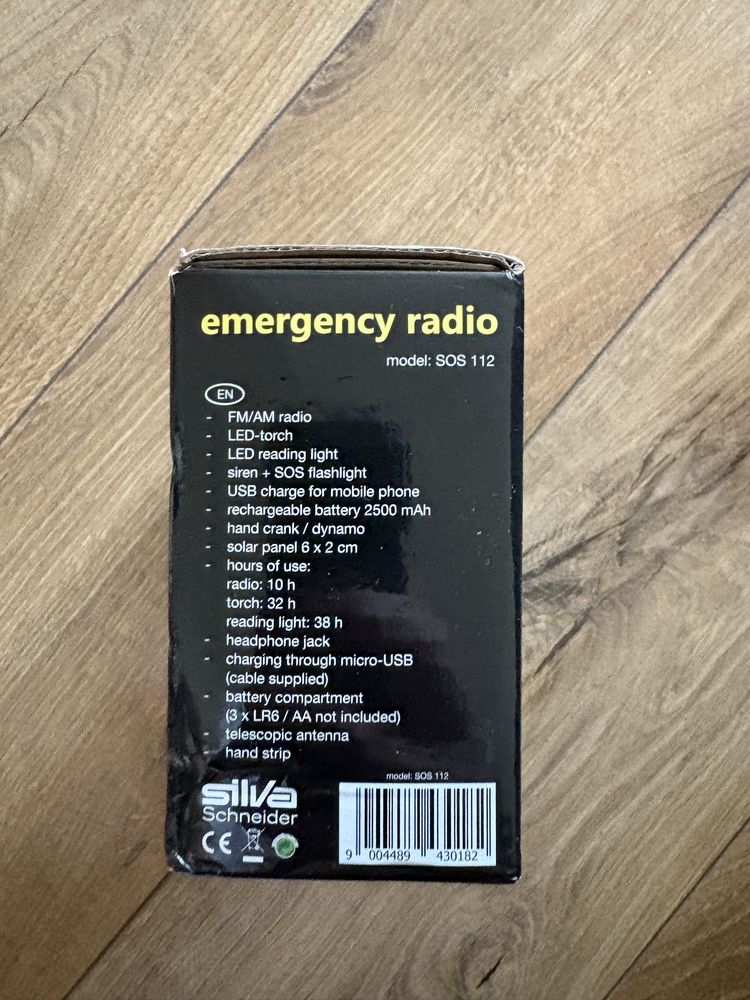 emergency radio
model: SOS 112
EN
- FM/AM radio
- LED-torch
- LED reading light
- siren + SOS flashlight
- USB charge for mobile phone
- rechargeable battery 2500 mAh
- hand crank / dynamo
- solar panel 6 x 2 cm
- hours of use:
radio: 10 h
torch: 32 h
reading light: 38 h
- headphone jack
- charging through micro-USB
(cable supplied)
- battery compartment
(3 x LR6 / AA not included)
- telescopic antenna
- hand strip
model: SOS 112
silva
Schneider
CE
9 004489 430182